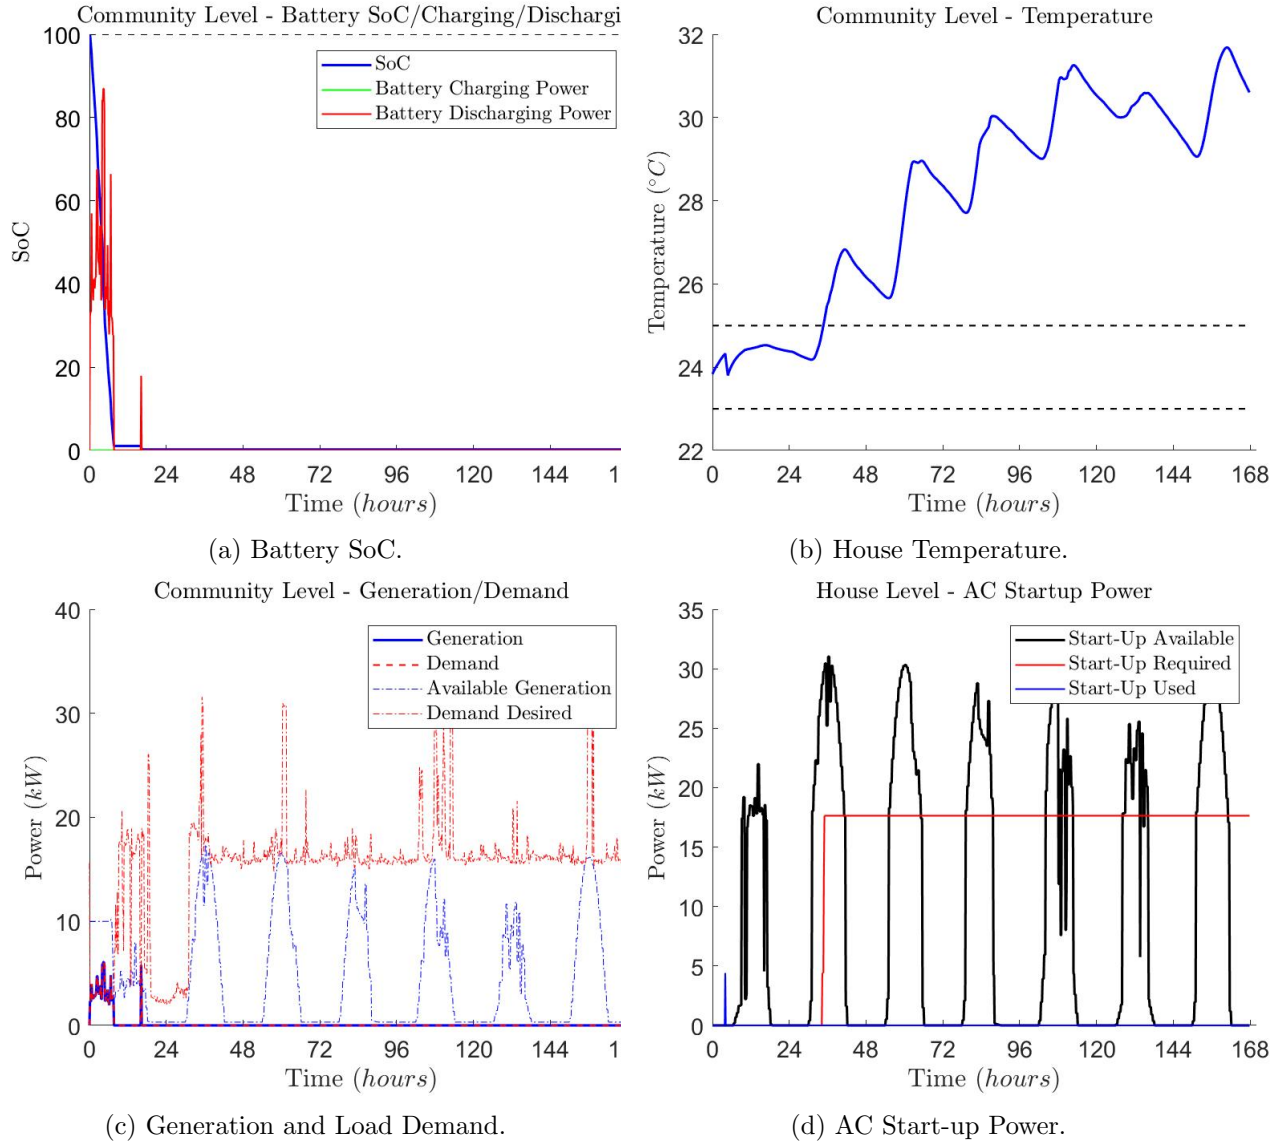 Community Level - Battery SoC/Charging/Dischargi
100
80
60
40
20
0
SoC
SoC
Battery Charging Power
Battery Discharging Power
0 24 48 72 96 120 144 1
Time (hours)
(a) Battery SoC.
Community Level - Temperature
32
30
28
26
24
22
Temperature (°C)
0 24 48 72 96 120 144 168
Time (hours)
(b) House Temperature.
Community Level - Generation/Demand
40
30
20
10
0
Power (kW)
Generation
Demand
Available Generation
Demand Desired
0 24 48 72 96 120 144 1
Time (hours)
(c) Generation and Load Demand.
House Level - AC Startup Power
35
30
25
20
15
10
5
0
Power (kW)
Start-Up Available
Start-Up Required
Start-Up Used
0 24 48 72 96 120 144 168
Time (hours)
(d) AC Start-up Power.